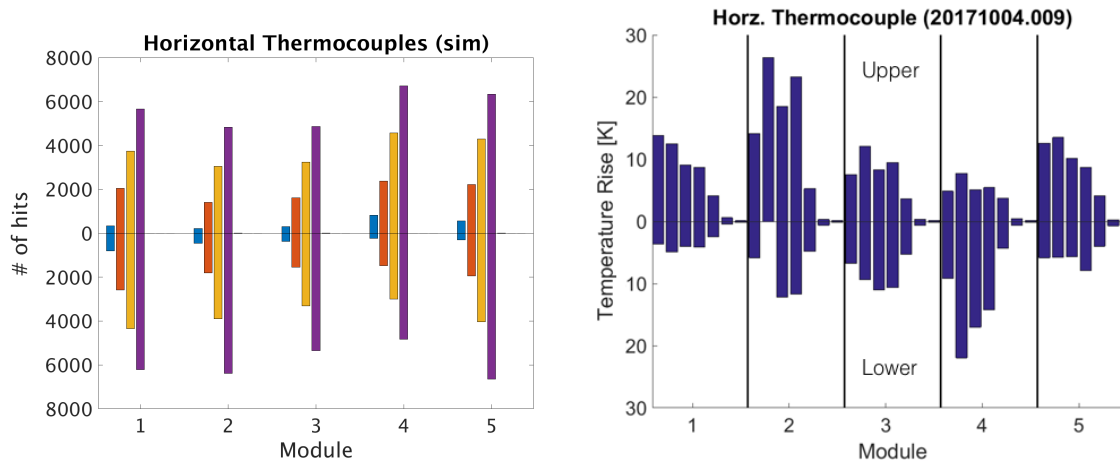 Horizontal Thermocouples (sim)
# of hits
8000
6000
4000
2000
0
2000
4000
6000
8000
1 2 3 4 5
Module
Horz. Thermocouple (20171004.009)
Temperature Rise [K]
30
20
10
0
10
20
30
Upper
Lower
1 2 3 4 5
Module